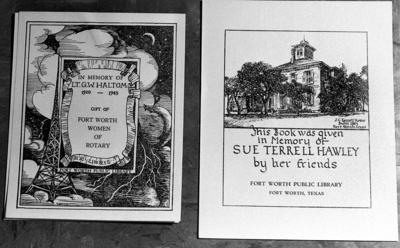 IN MEMORY OF
LT. G.W. HALTOM
1945
GIFT OF
FORT WORTH
WOMEN
OF
ROTARY
FORT WORTH PUBLIC LIBRARY
This Book was given
in Memory of
SUE TERRELL HAWLEY
by her friends
FORT WORTH PUBLIC LIBRARY
FORT WORTH, TEXAS